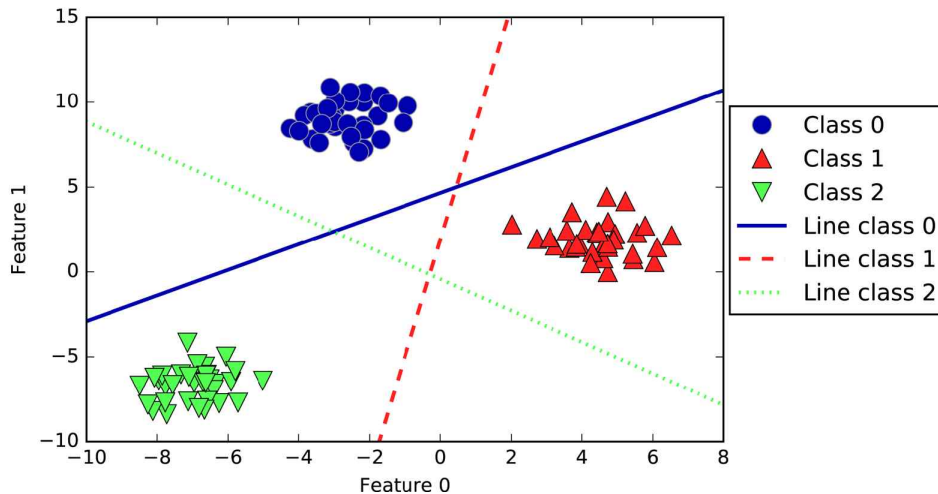 15
10
5
0
−5
−10
−10
−8
−6
−4
−2
0
2
4
6
8
Feature 0
Feature 1
Class 0
Class 1
Class 2
Line class 0
Line class 1
Line class 2